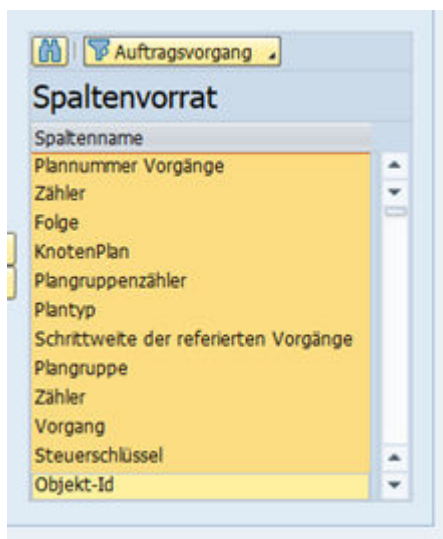 Auftragsvorgang
Spaltenvorrat
Spaltenname
Plannummer Vorgänge
Zähler
Folge
KnotenPlan
Plangruppenzähler
Plantyp
Schrittweite der referierten Vorgänge
Plangruppe
Zähler
Vorgang
Steuerschlüssel
Objekt-Id